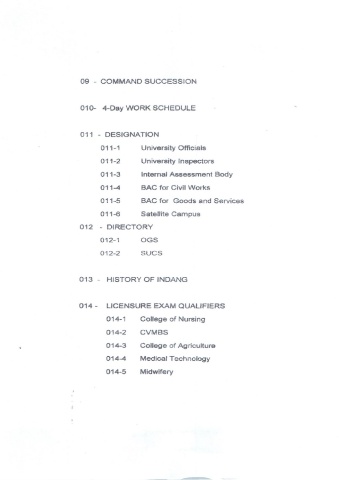 09 - COMMAND SUCCESSION
010- 4-Day WORK SCHEDULE
011 - DESIGNATION
011-1 University Officials
011-2 University Inspectors
011-3 Internal Assessment Body
011-4 BAC for Civil Works
011-5 BAC for Goods and Services
011-6 Satellite Campus
012 - DIRECTORY
012-1 OGS
012-2 SUCS
013 - HISTORY OF INDANG
014 - LICENSURE EXAM QUALIFIERS
014-1 College of Nursing
014-2 CVMBS
014-3 College of Agriculture
014-4 Medical Technology
014-5 Midwifery